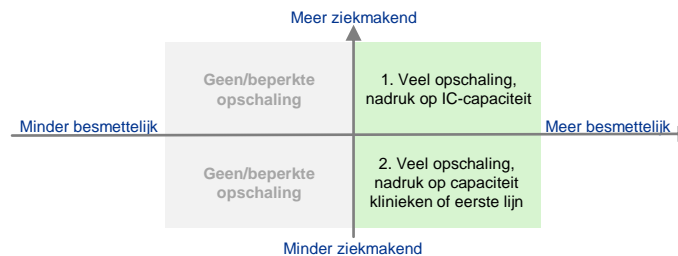 Meer ziekmakend
Geen/beperkte
opschaling
1. Veel opschaling,
nadruk op IC-capaciteit
Minder besmettelijk
Meer besmettelijk
Geen/beperkte
opschaling
2. Veel opschaling,
nadruk op capaciteit
klinieken of eerste lijn
Minder ziekmakend